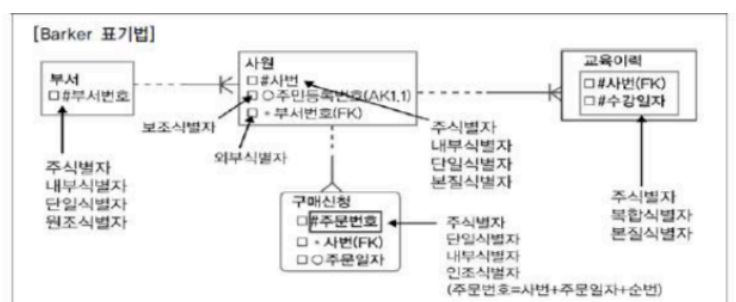 [Barker 표기법]
부서
#부서번호
주식별자
내부식별자
단일식별자
원조식별자
사원
#사번
○주민등록번호(AK1,1)
* 부서번호(FK)
보조식별자
외부식별자
주식별자
내부식별자
단일식별자
본질식별자
교육이력
#사번(FK)
#수강일자
주식별자
복합식별자
본질식별자
구매신청
#주문번호
* 사번(FK)
○주문일자
주식별자
단일식별자
내부식별자
인조식별자
(주문번호=사번+주문일자+순번)